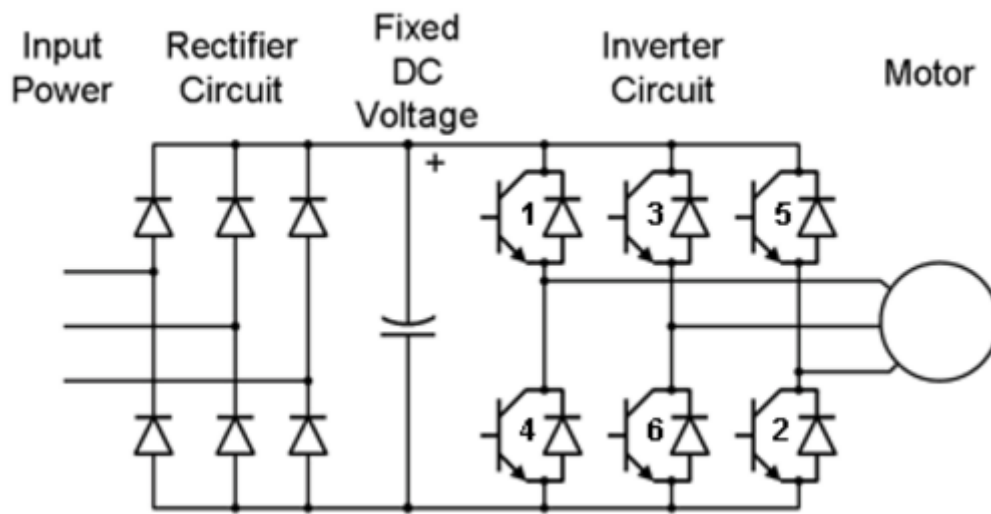 Input
Power
Rectifier
Circuit
Fixed
DC
Voltage
Inverter
Circuit
Motor
+
1
3
5
4
6
2